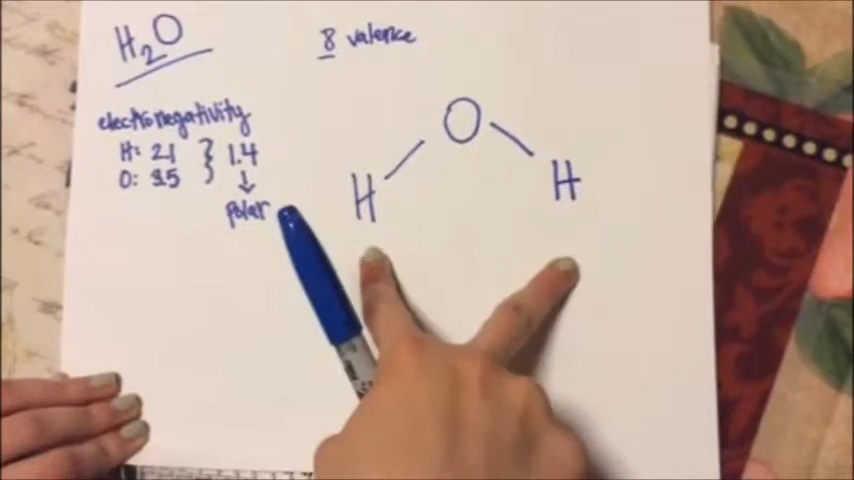 H2O
8 valence
electronegativity
H: 2.1 } 1.4
O: 3.5
↓
polar
O
H H